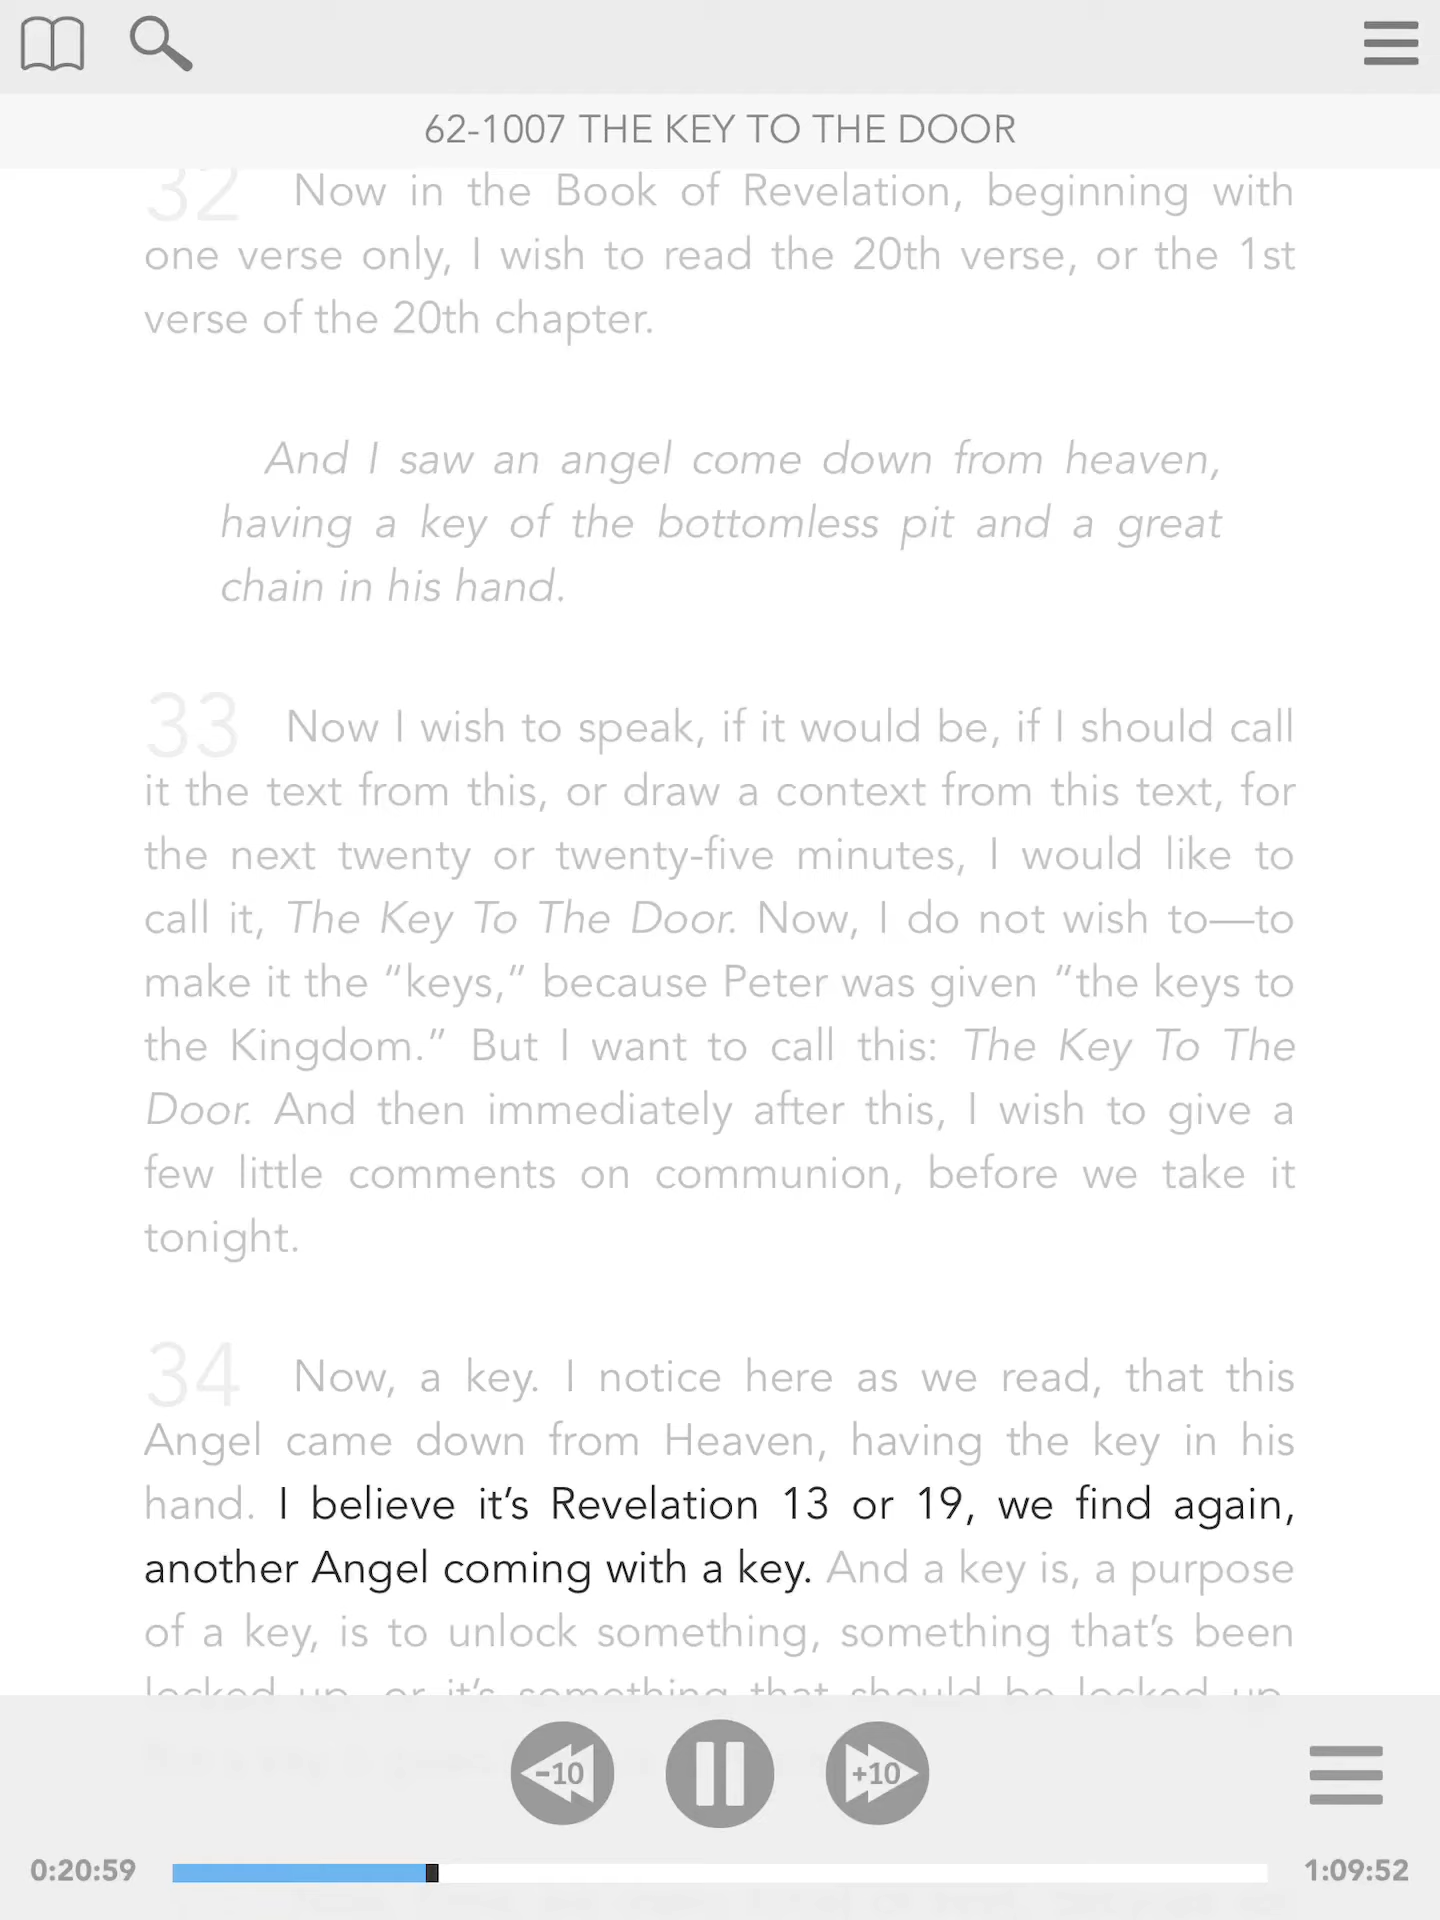 62-1007 THE KEY TO THE DOOR
32 Now in the Book of Revelation, beginning with
one verse only, I wish to read the 20th verse, or the 1st
verse of the 20th chapter.
And I saw an angel come down from heaven,
having a key of the bottomless pit and a great
chain in his hand.
33 Now I wish to speak, if it would be, if I should call
it the text from this, or draw a context from this text, for
the next twenty or twenty-five minutes, I would like to
call it, The Key To The Door. Now, I do not wish to—to
make it the “keys,” because Peter was given “the keys to
the Kingdom.” But I want to call this: The Key To The
Door. And then immediately after this, I wish to give a
few little comments on communion, before we take it
tonight.
34 Now, a key. I notice here as we read, that this
Angel came down from Heaven, having the key in his
hand. I believe it’s Revelation 13 or 19, we find again,
another Angel coming with a key. And a key is, a purpose
of a key, is to unlock something, something that’s been
locked up, or it’s something that should be locked up.
-10
+10
0:20:59
1:09:52